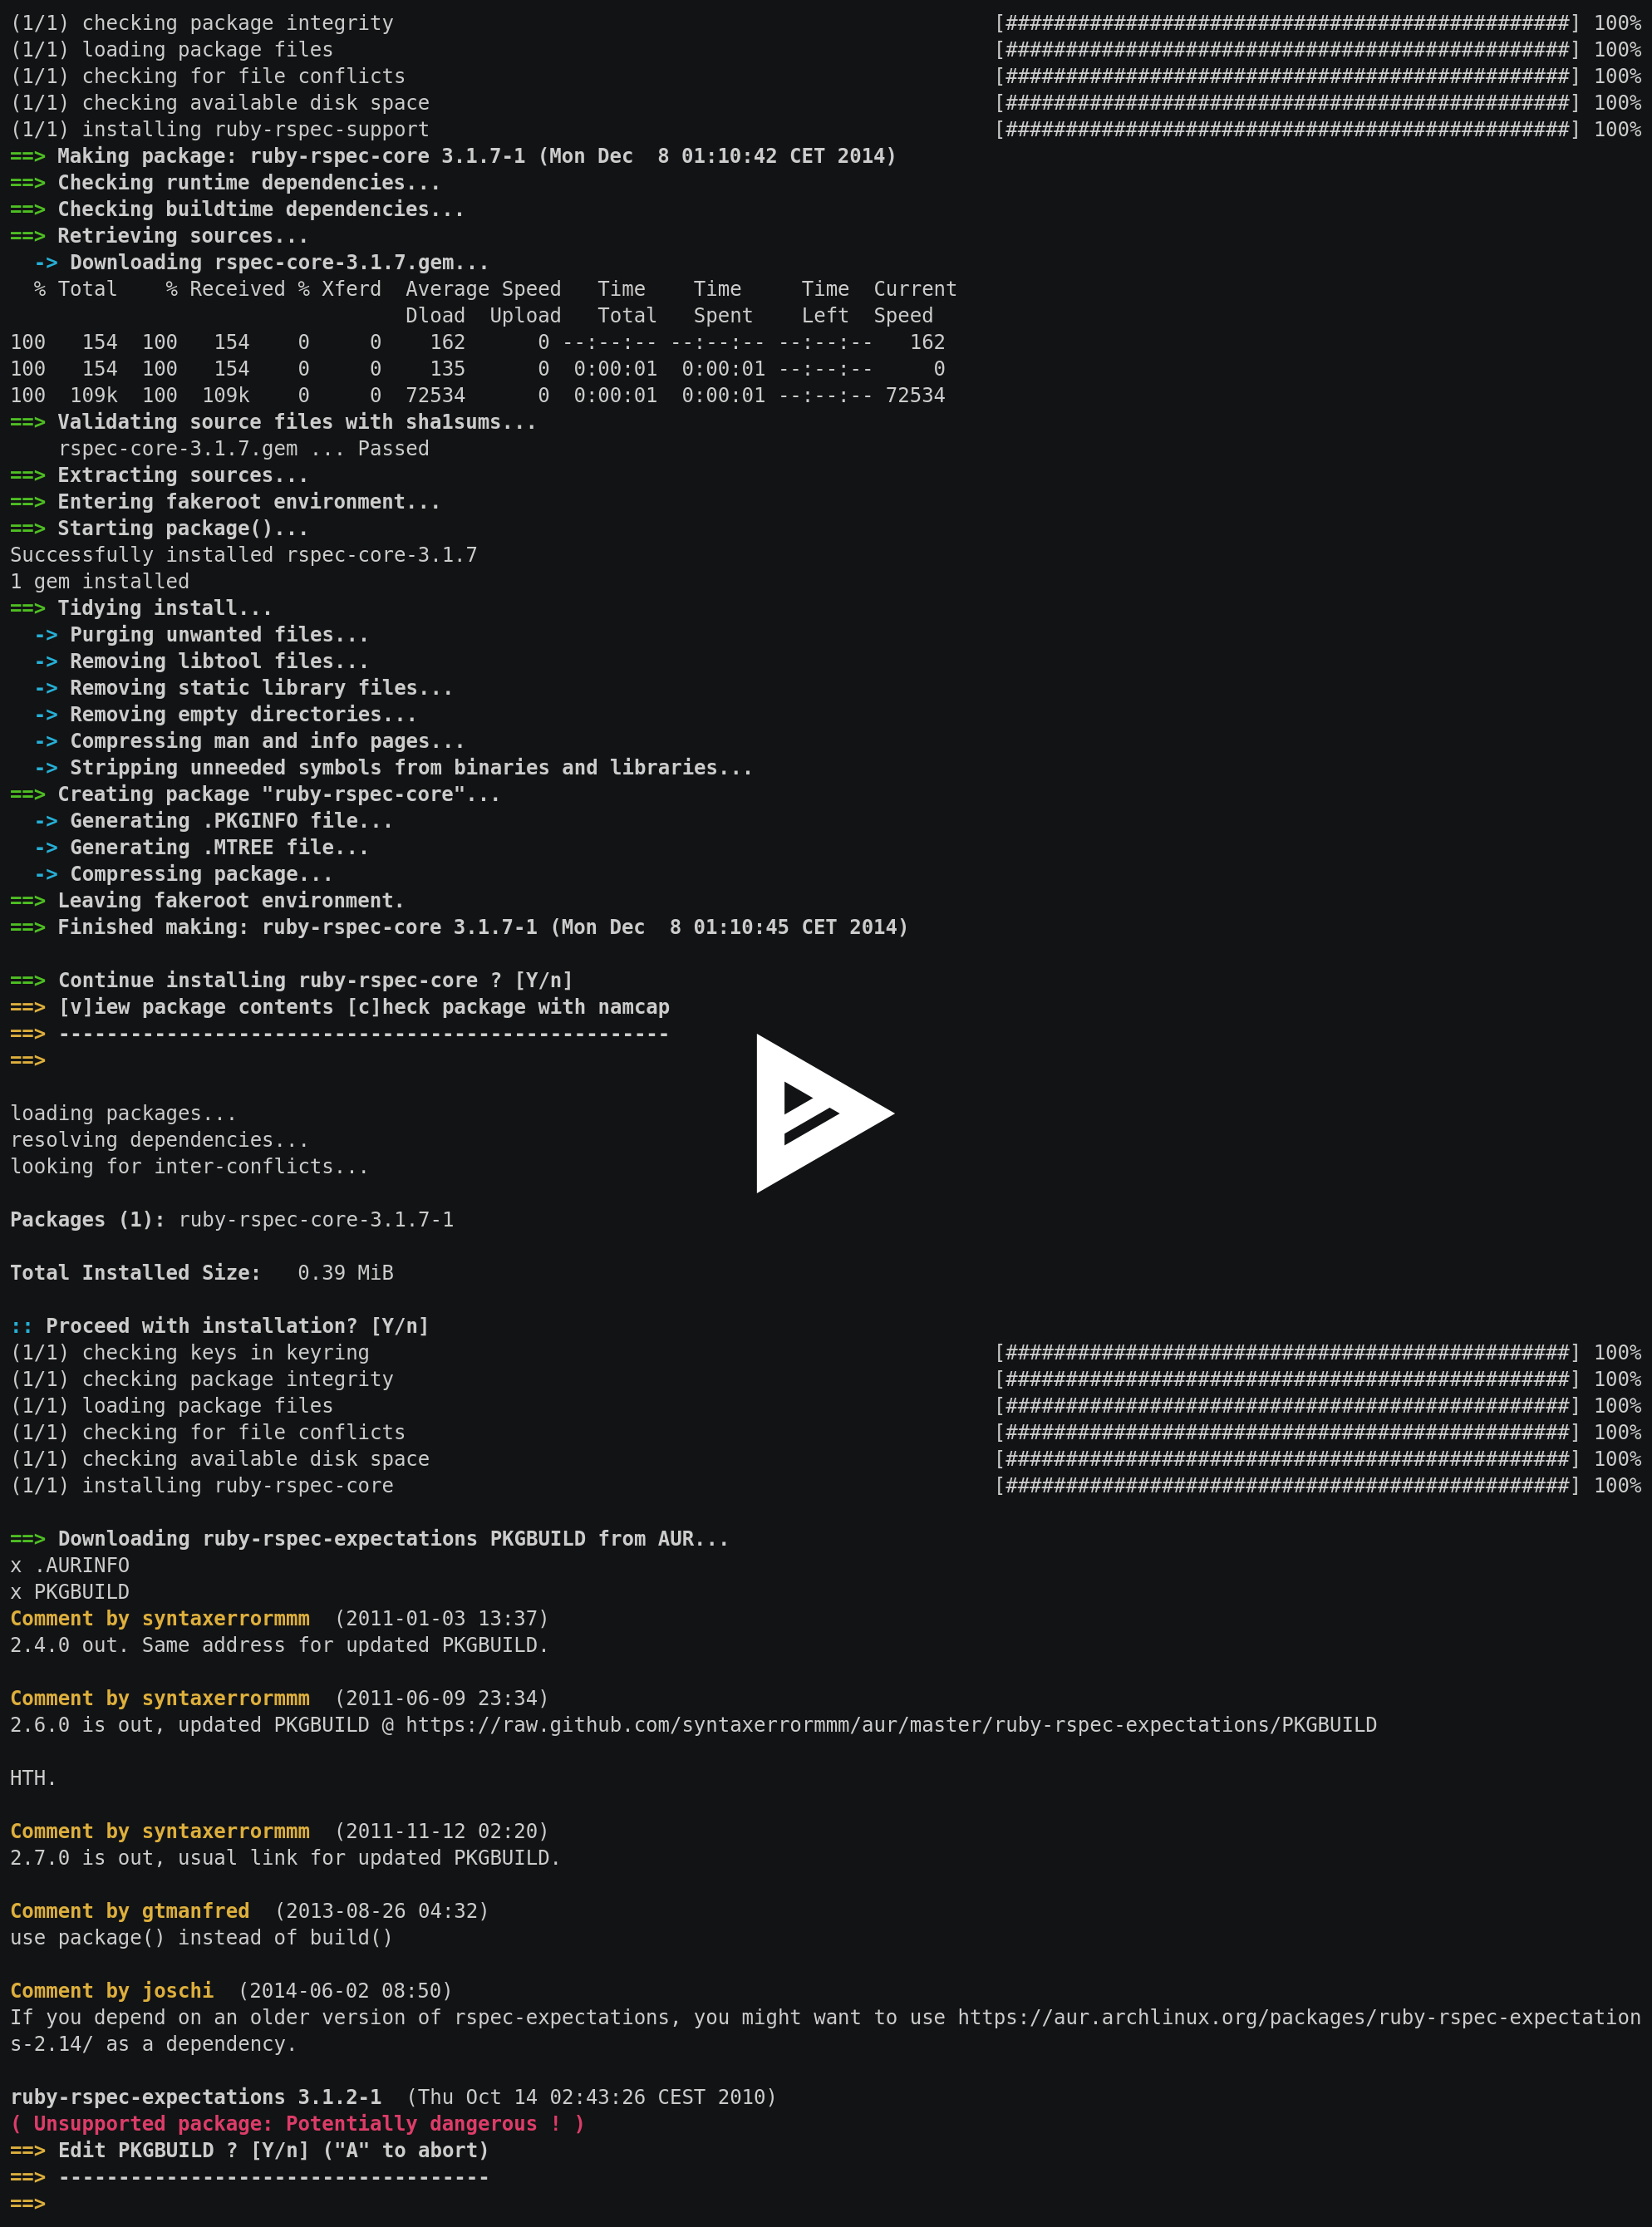 (1/1) checking package integrity                                                  [###############################################] 100%
(1/1) loading package files                                                       [###############################################] 100%
(1/1) checking for file conflicts                                                 [###############################################] 100%
(1/1) checking available disk space                                               [###############################################] 100%
(1/1) installing ruby-rspec-support                                               [###############################################] 100%
==> Making package: ruby-rspec-core 3.1.7-1 (Mon Dec  8 01:10:42 CET 2014)
==> Checking runtime dependencies...
==> Checking buildtime dependencies...
==> Retrieving sources...
  -> Downloading rspec-core-3.1.7.gem...
  % Total    % Received % Xferd  Average Speed   Time    Time     Time  Current
                                 Dload  Upload   Total   Spent    Left  Speed
100   154  100   154    0     0    162      0 --:--:-- --:--:-- --:--:--   162
100   154  100   154    0     0    135      0  0:00:01  0:00:01 --:--:--     0
100  109k  100  109k    0     0  72534      0  0:00:01  0:00:01 --:--:-- 72534
==> Validating source files with sha1sums...
    rspec-core-3.1.7.gem ... Passed
==> Extracting sources...
==> Entering fakeroot environment...
==> Starting package()...
Successfully installed rspec-core-3.1.7
1 gem installed
==> Tidying install...
  -> Purging unwanted files...
  -> Removing libtool files...
  -> Removing static library files...
  -> Removing empty directories...
  -> Compressing man and info pages...
  -> Stripping unneeded symbols from binaries and libraries...
==> Creating package "ruby-rspec-core"...
  -> Generating .PKGINFO file...
  -> Generating .MTREE file...
  -> Compressing package...
==> Leaving fakeroot environment.
==> Finished making: ruby-rspec-core 3.1.7-1 (Mon Dec  8 01:10:45 CET 2014)

==> Continue installing ruby-rspec-core ? [Y/n]
==> [v]iew package contents [c]heck package with namcap
==> ---------------------------------------------------
==>

loading packages...
resolving dependencies...
looking for inter-conflicts...

Packages (1): ruby-rspec-core-3.1.7-1

Total Installed Size:   0.39 MiB

:: Proceed with installation? [Y/n]
(1/1) checking keys in keyring                                                    [###############################################] 100%
(1/1) checking package integrity                                                  [###############################################] 100%
(1/1) loading package files                                                       [###############################################] 100%
(1/1) checking for file conflicts                                                 [###############################################] 100%
(1/1) checking available disk space                                               [###############################################] 100%
(1/1) installing ruby-rspec-core                                                  [###############################################] 100%

==> Downloading ruby-rspec-expectations PKGBUILD from AUR...
x .AURINFO
x PKGBUILD
Comment by syntaxerrormmm  (2011-01-03 13:37)
2.4.0 out. Same address for updated PKGBUILD.

Comment by syntaxerrormmm  (2011-06-09 23:34)
2.6.0 is out, updated PKGBUILD @ https://raw.github.com/syntaxerrormmm/aur/master/ruby-rspec-expectations/PKGBUILD

HTH.

Comment by syntaxerrormmm  (2011-11-12 02:20)
2.7.0 is out, usual link for updated PKGBUILD.

Comment by gtmanfred  (2013-08-26 04:32)
use package() instead of build()

Comment by joschi  (2014-06-02 08:50)
If you depend on an older version of rspec-expectations, you might want to use https://aur.archlinux.org/packages/ruby-rspec-expectation
s-2.14/ as a dependency.

ruby-rspec-expectations 3.1.2-1  (Thu Oct 14 02:43:26 CEST 2010)
( Unsupported package: Potentially dangerous ! )
==> Edit PKGBUILD ? [Y/n] ("A" to abort)
==> ------------------------------------
==>